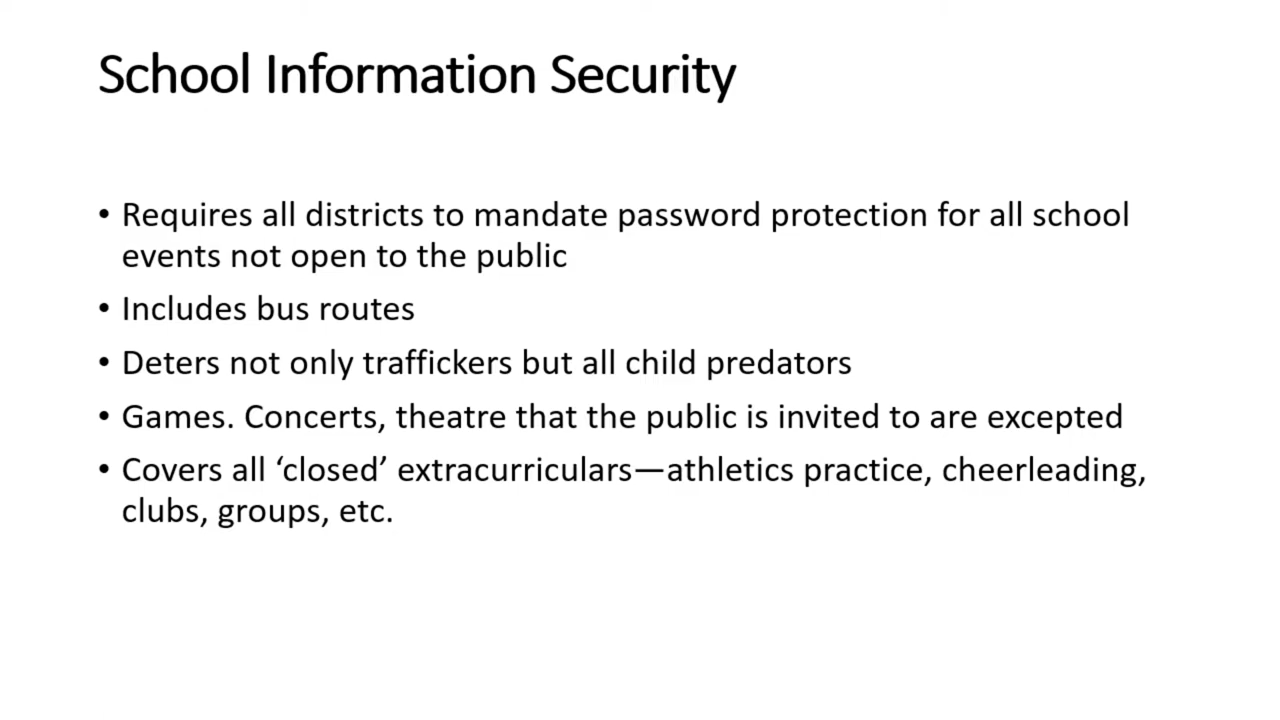 School Information Security
• Requires all districts to mandate password protection for all school
events not open to the public
• Includes bus routes
• Deters not only traffickers but all child predators
• Games. Concerts, theatre that the public is invited to are excepted
• Covers all ‘closed’ extracurriculars—athletics practice, cheerleading,
clubs, groups, etc.